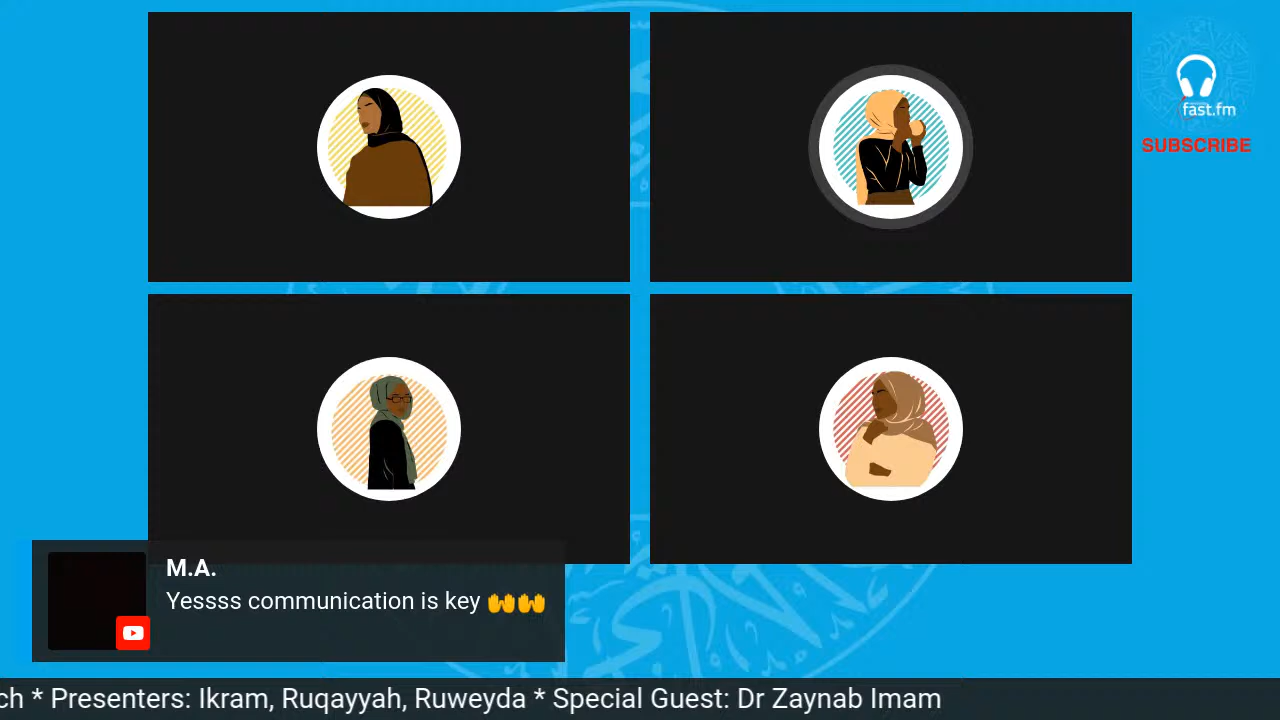 fast.fm
SUBSCRIBE
M.A.
Yessss communication is key 🙌🙌
ch * Presenters: Ikram, Ruqayyah, Ruweyda * Special Guest: Dr Zaynab Imam